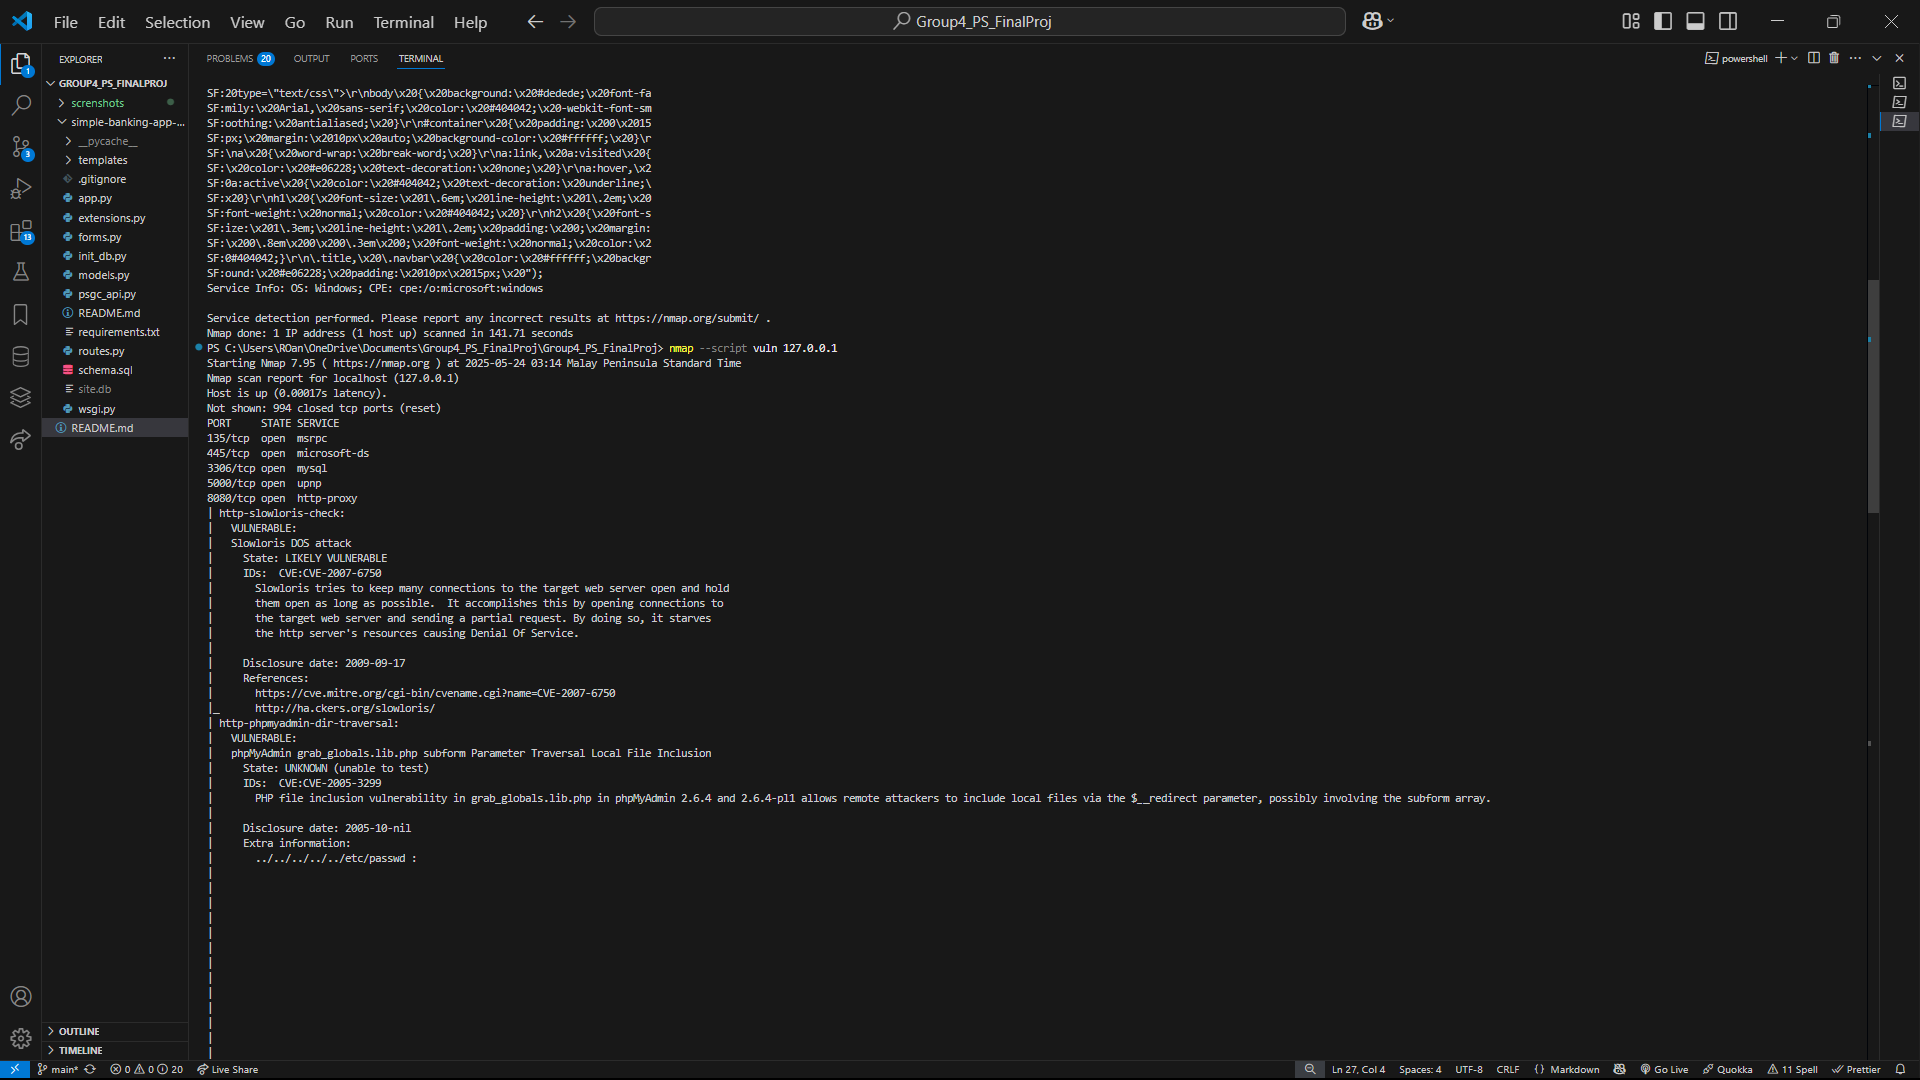 File Edit Selection View Go Run Terminal Help
Group4_PS_FinalProj
EXPLORER
GROUP4_PS_FINALPROJ
screnshots
simple-banking-app-...
__pycache__
templates
.gitignore
app.py
extensions.py
forms.py
init_db.py
models.py
psgc_api.py
README.md
requirements.txt
routes.py
schema.sql
site.db
wsgi.py
README.md
OUTLINE
TIMELINE
1
3
13
PROBLEMS 20 OUTPUT PORTS TERMINAL
powershell
SF:20type=\"text/css\">\r\nbody\x20{\x20background:\x20#dedede;\x20font-fa
SF:mily:\x20Arial,\x20sans-serif;\x20color:\x20#404042;\x20-webkit-font-sm
SF:oothing:\x20antialiased;\x20}\r\n#container\x20{\x20padding:\x200\x2015
SF:px;\x20margin:\x2010px\x20auto;\x20background-color:\x20#ffffff;\x20}\r
SF:\na\x20{\x20word-wrap:\x20break-word;\x20}\r\na:link,\x20a:visited\x20{
SF:\x20color:\x20#e06228;\x20text-decoration:\x20none;\x20}\r\na:hover,\x2
SF:0a:active\x20{\x20color:\x20#404042;\x20text-decoration:\x20underline;\
SF:x20}\r\nh1\x20{\x20font-size:\x201\.6em;\x20line-height:\x201\.2em;\x20
SF:font-weight:\x20normal;\x20color:\x20#404042;\x20}\r\nh2\x20{\x20font-s
SF:ize:\x201\.3em;\x20line-height:\x201\.2em;\x20padding:\x200;\x20margin:
SF:\x200\.8em\x200\x200\.3em\x200;\x20font-weight:\x20normal;\x20color:\x2
SF:0#404042;}\r\n\.title,\x20\.navbar\x20{\x20color:\x20#ffffff;\x20backgr
SF:ound:\x20#e06228;\x20padding:\x2010px\x2015px;\x20");
Service Info: OS: Windows; CPE: cpe:/o:microsoft:windows
Service detection performed. Please report any incorrect results at https://nmap.org/submit/ .
Nmap done: 1 IP address (1 host up) scanned in 141.71 seconds
PS C:\Users\ROan\OneDrive\Documents\Group4_PS_FinalProj\Group4_PS_FinalProj> nmap --script vuln 127.0.0.1
Starting Nmap 7.95 ( https://nmap.org ) at 2025-05-24 03:14 Malay Peninsula Standard Time
Nmap scan report for localhost (127.0.0.1)
Host is up (0.00017s latency).
Not shown: 994 closed tcp ports (reset)
PORT     STATE SERVICE
135/tcp  open  msrpc
445/tcp  open  microsoft-ds
3306/tcp open  mysql
5000/tcp open  upnp
8080/tcp open  http-proxy
| http-slowloris-check:
|   VULNERABLE:
|   Slowloris DOS attack
|     State: LIKELY VULNERABLE
|     IDs:  CVE:CVE-2007-6750
|       Slowloris tries to keep many connections to the target web server open and hold
|       them open as long as possible.  It accomplishes this by opening connections to
|       the target web server and sending a partial request. By doing so, it starves
|       the http server's resources causing Denial Of Service.
|
|     Disclosure date: 2009-09-17
|     References:
|       https://cve.mitre.org/cgi-bin/cvename.cgi?name=CVE-2007-6750
|_      http://ha.ckers.org/slowloris/
| http-phpmyadmin-dir-traversal:
|   VULNERABLE:
|   phpMyAdmin grab_globals.lib.php subform Parameter Traversal Local File Inclusion
|     State: UNKNOWN (unable to test)
|     IDs:  CVE:CVE-2005-3299
|       PHP file inclusion vulnerability in grab_globals.lib.php in phpMyAdmin 2.6.4 and 2.6.4-pl1 allows remote attackers to include local files via the $__redirect parameter, possibly involving the subform array.
|
|     Disclosure date: 2005-10-nil
|     Extra information:
|       ../../../../../etc/passwd :
|
|
|
|
|
|
|
|
|
|
|
|
|
main* 0 0 20 Live Share
Ln 27, Col 4 Spaces: 4 UTF-8 CRLF {} Markdown Go Live Quokka 11 Spell Prettier